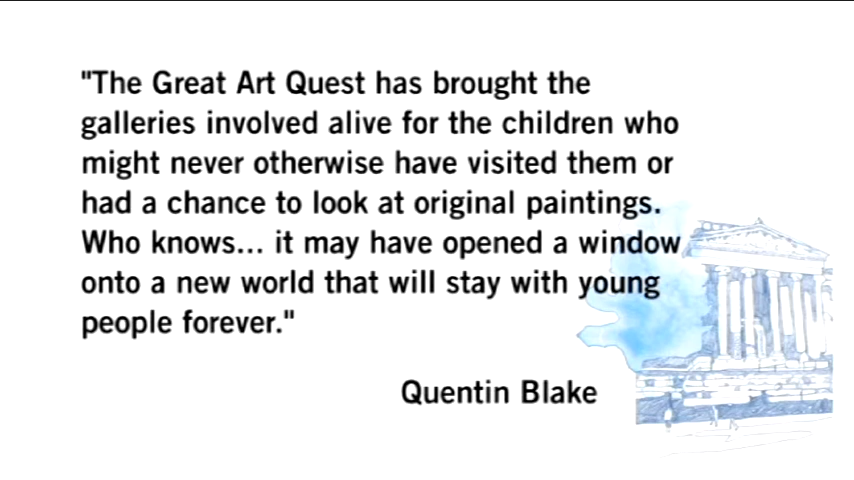 "The Great Art Quest has brought the
galleries involved alive for the children who
might never otherwise have visited them or
had a chance to look at original paintings.
Who knows... it may have opened a window
onto a new world that will stay with young
people forever."
Quentin Blake